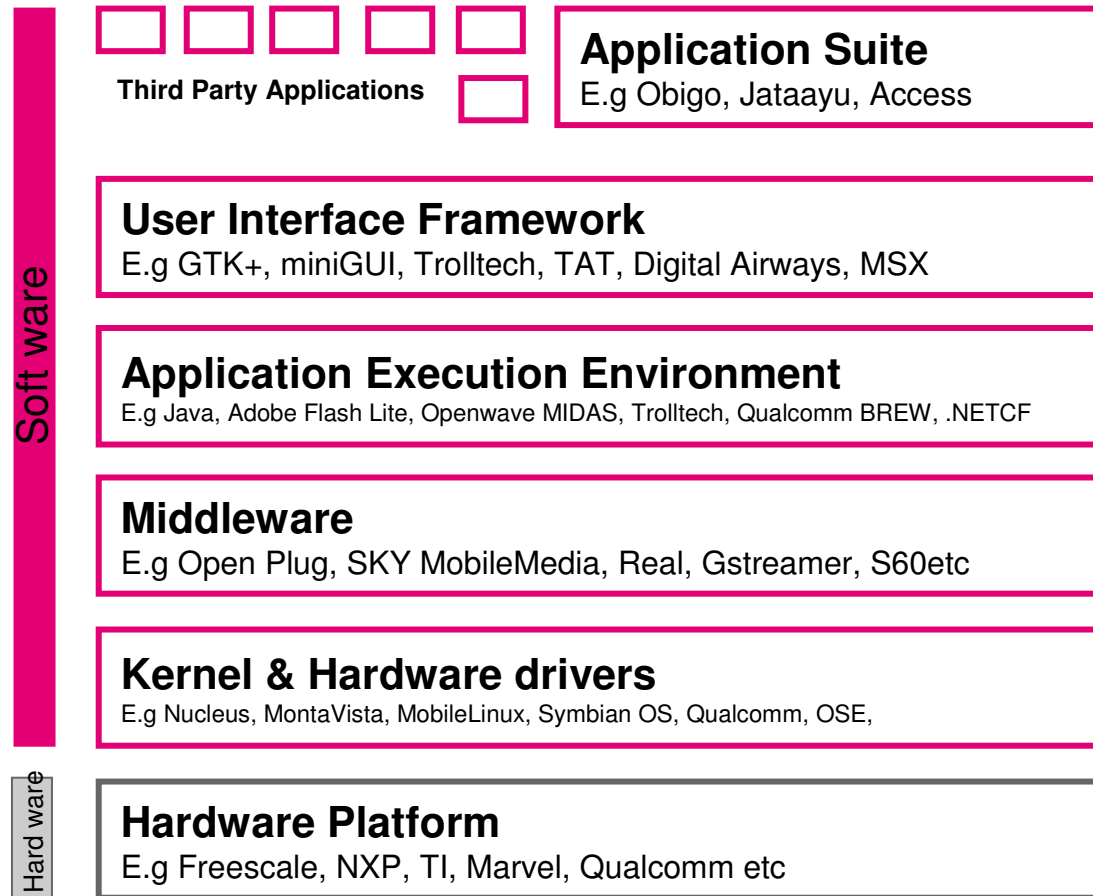 Application Suite
E.g Obigo, Jataayu, Access
Third Party Applications
User Interface Framework
E.g GTK+, miniGUI, Trolltech, TAT, Digital Airways, MSX
Application Execution Environment
E.g Java, Adobe Flash Lite, Openwave MIDAS, Trolltech, Qualcomm BREW, .NETCF
Middleware
E.g Open Plug, SKY MobileMedia, Real, Gstreamer, S60etc
Kernel & Hardware drivers
E.g Nucleus, MontaVista, MobileLinux, Symbian OS, Qualcomm, OSE,
Hardware Platform
E.g Freescale, NXP, TI, Marvel, Qualcomm etc
Soft ware
Hard ware